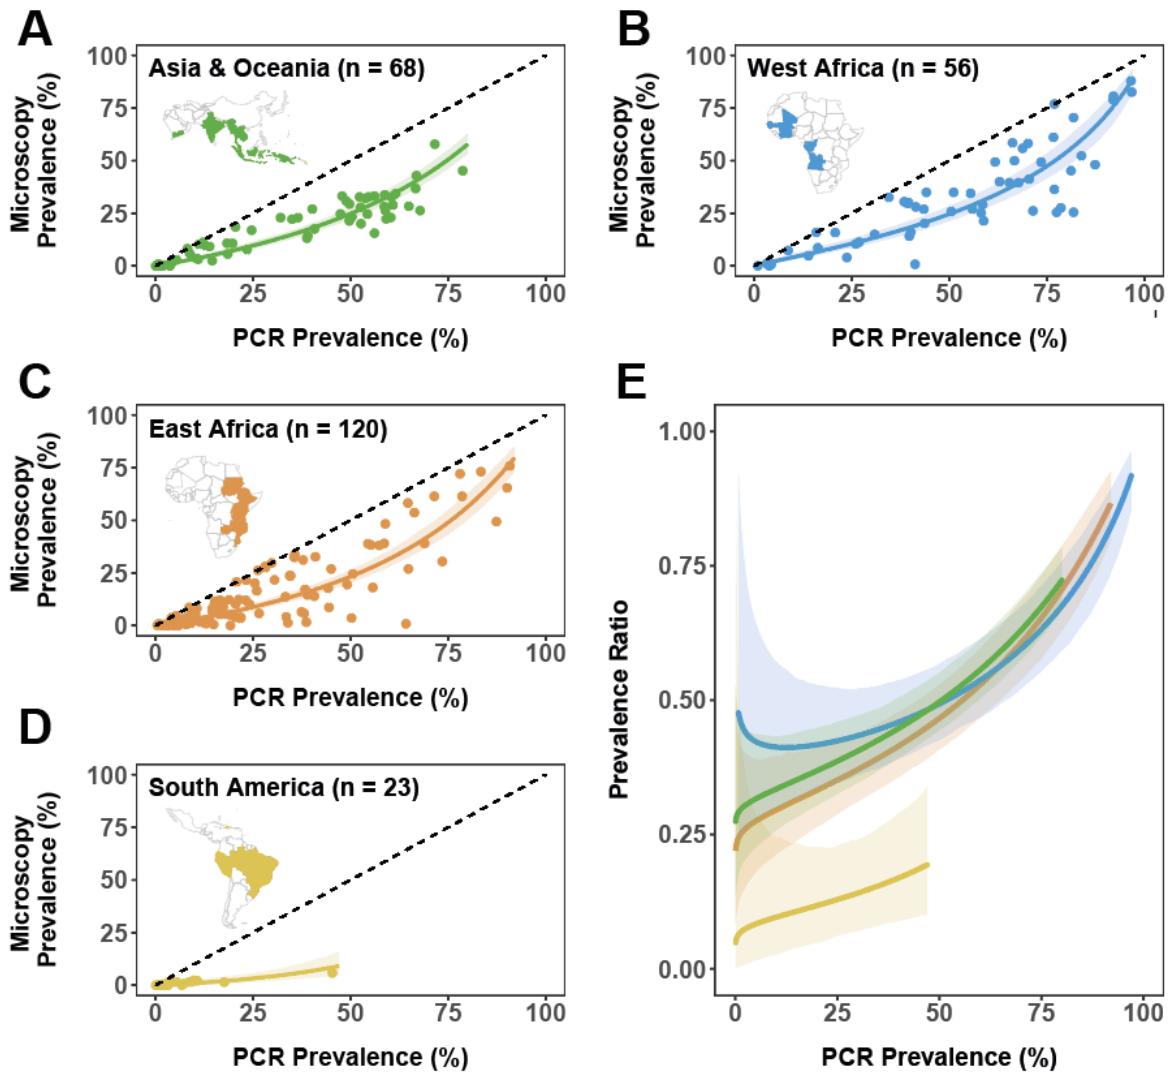 A
Asia & Oceania (n = 68)
Microscopy
Prevalence (%)
100
75
50
25
0
0 25 50 75 100
PCR Prevalence (%)
B
West Africa (n = 56)
Microscopy
Prevalence (%)
100
75
50
25
0
0 25 50 75 100
PCR Prevalence (%)
C
East Africa (n = 120)
Microscopy
Prevalence (%)
100
75
50
25
0
0 25 50 75 100
PCR Prevalence (%)
D
South America (n = 23)
Microscopy
Prevalence (%)
100
75
50
25
0
0 25 50 75 100
PCR Prevalence (%)
E
Prevalence Ratio
1.00
0.75
0.50
0.25
0.00
0 25 50 75 100
PCR Prevalence (%)